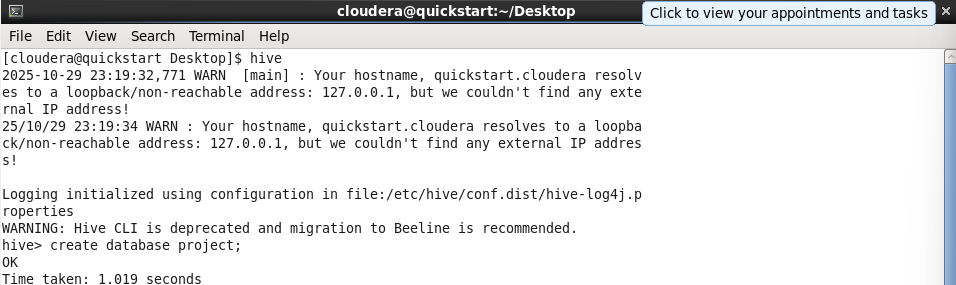 cloudera@quickstart:~/Desktop
Click to view your appointments and tasks
File Edit View Search Terminal Help
[cloudera@quickstart Desktop]$ hive
2025-10-29 23:19:32,771 WARN  [main] : Your hostname, quickstart.cloudera resolv
es to a loopback/non-reachable address: 127.0.0.1, but we couldn't find any exte
rnal IP address!
25/10/29 23:19:34 WARN : Your hostname, quickstart.cloudera resolves to a loopba
ck/non-reachable address: 127.0.0.1, but we couldn't find any external IP addres
s!
Logging initialized using configuration in file:/etc/hive/conf.dist/hive-log4j.p
roperties
WARNING: Hive CLI is deprecated and migration to Beeline is recommended.
hive> create database project;
OK
Time taken: 1.019 seconds